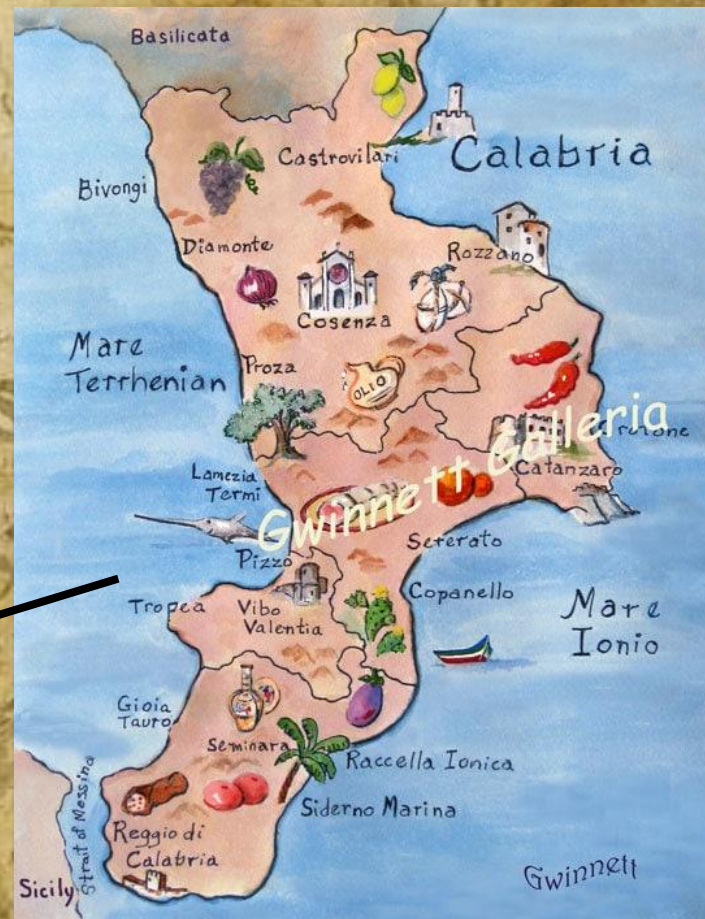 Basilicata
Castrovilari
Calabria
Bivongi
Diamonte
Rozzano
Cosenza
Mare
Terrhenian
Proza
OLIO
Gwinnett Galleria
Catanzaro
Lamezia
Termi
Sererato
Pizzo
Copanello
Tropea
Vibo
Valentia
Mare
Ionio
Gioia
Tauro
Seminara
Raccella Ionica
Siderno Marina
Strait of Messina
Reggio di
Calabria
Sicily
Gwinnett